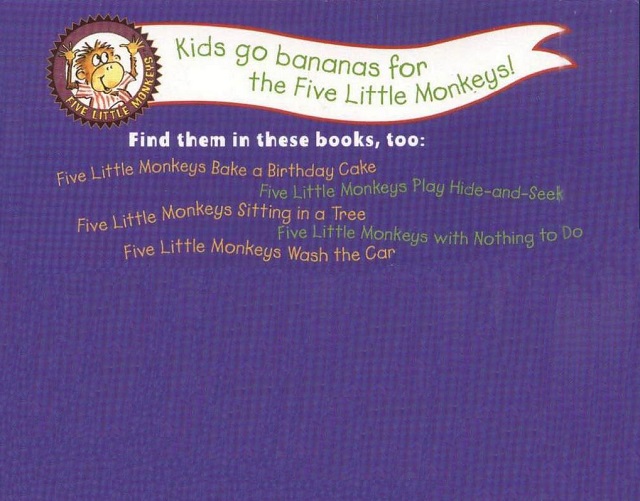 Kids go bananas for
the Five Little Monkeys!
FIVE LITTLE MONKEYS
Find them in these books, too:
Five Little Monkeys Bake a Birthday Cake
Five Little Monkeys Play Hide-and-Seek
Five Little Monkeys Sitting in a Tree
Five Little Monkeys with Nothing to Do
Five Little Monkeys Wash the Car